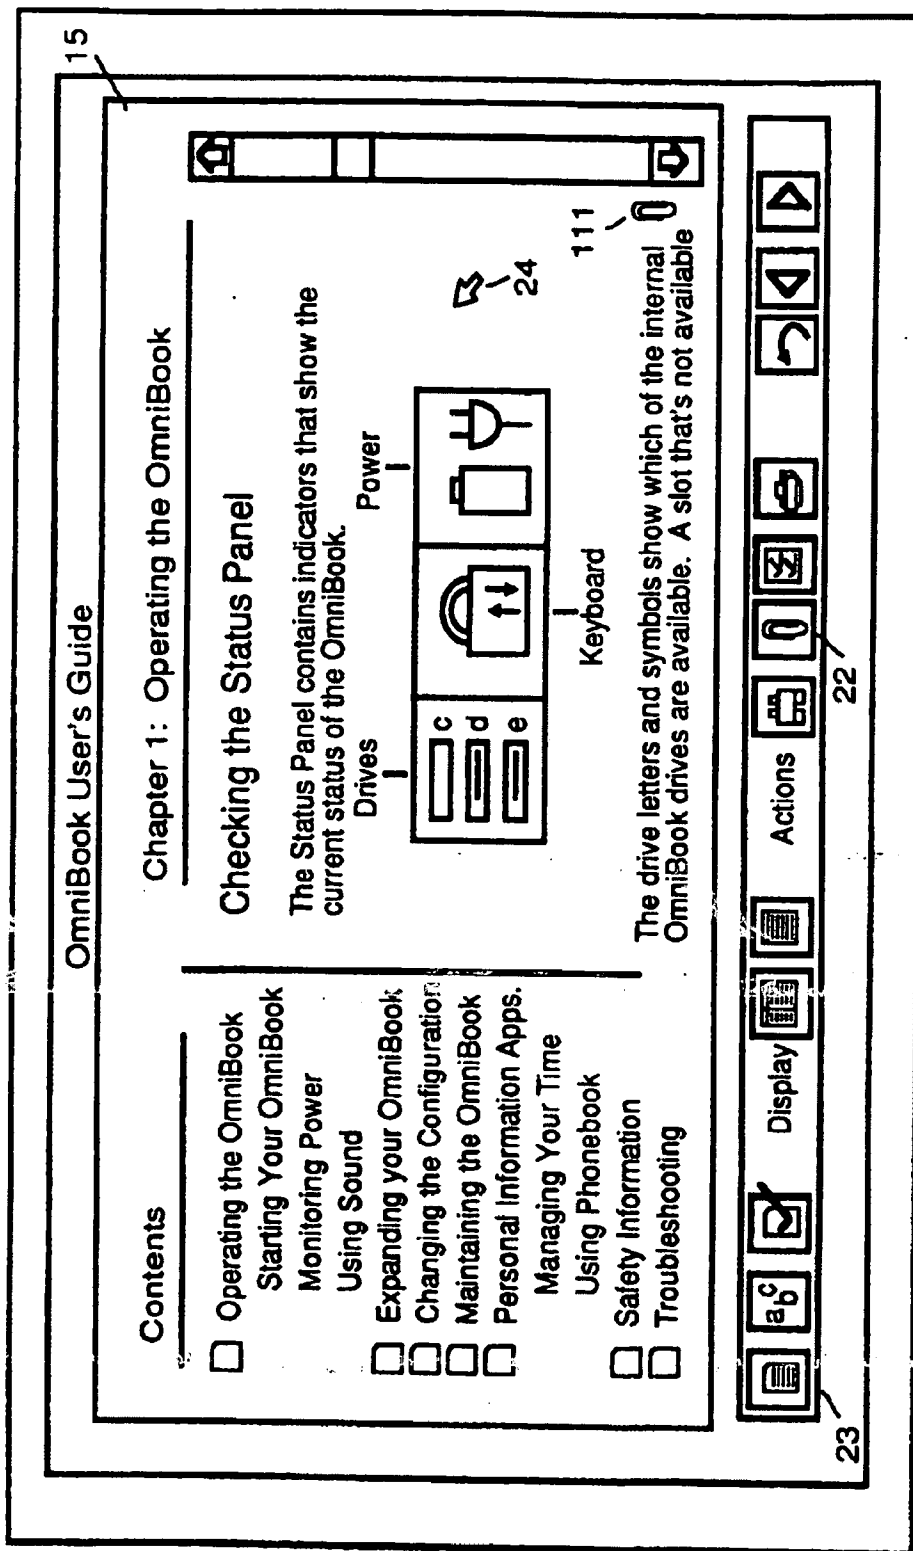 OmniBook User's Guide
15
Contents
Operating the OmniBook
Starting Your OmniBook
Monitoring Power
Using Sound
Expanding your OmniBook
Changing the Configuration
Maintaining the OmniBook
Personal Information Apps.
Managing Your Time
Using Phonebook
Safety Information
Troubleshooting
Chapter 1: Operating the OmniBook
Checking the Status Panel
The Status Panel contains indicators that show the
current status of the OmniBook.
Drives
Power
c
d
e
Keyboard
24
111
The drive letters and symbols show which of the internal
OmniBook drives are available. A slot that's not available
abc
Display
Actions
23
22